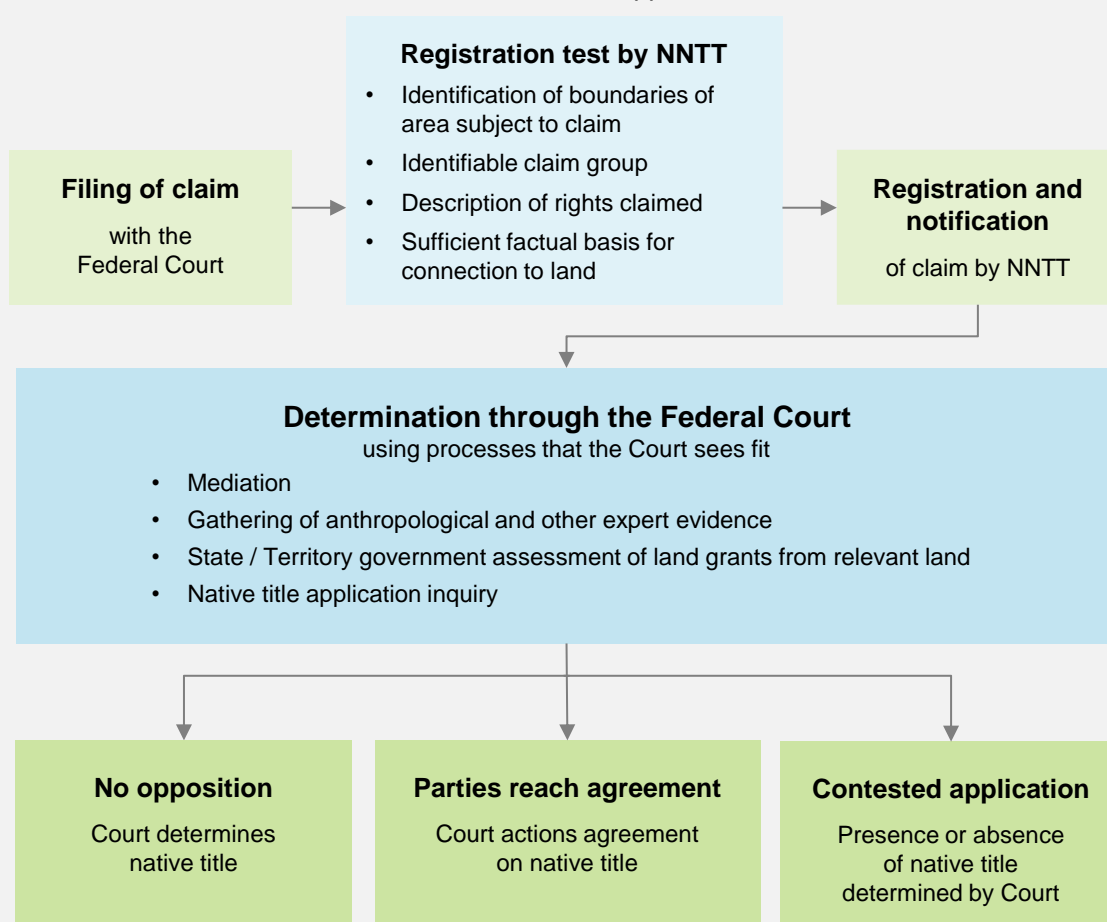 Registration test by NNTT
• Identification of boundaries of
area subject to claim
• Identifiable claim group
• Description of rights claimed
• Sufficient factual basis for
connection to land
Filing of claim
with the
Federal Court
Registration and
notification
of claim by NNTT
Determination through the Federal Court
using processes that the Court sees fit
• Mediation
• Gathering of anthropological and other expert evidence
• State / Territory government assessment of land grants from relevant land
• Native title application inquiry
No opposition
Court determines
native title
Parties reach agreement
Court actions agreement
on native title
Contested application
Presence or absence
of native title
determined by Court